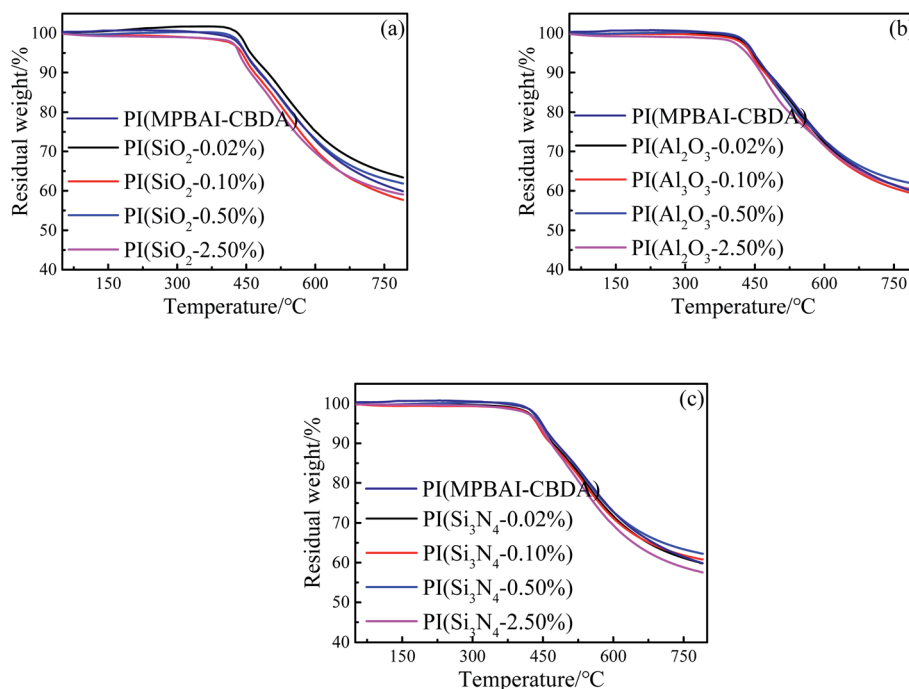 (a)
100
90
80
70
60
50
40
Residual weight/%
PI(MPBAI-CBDA)
PI(SiO₂-0.02%)
PI(SiO₂-0.10%)
PI(SiO₂-0.50%)
PI(SiO₂-2.50%)
150 300 450 600 750
Temperature/°C
(b)
100
90
80
70
60
50
40
Residual weight/%
PI(MPBAI-CBDA)
PI(Al₂O₃-0.02%)
PI(Al₃O₃-0.10%)
PI(Al₂O₃-0.50%)
PI(Al₂O₃-2.50%)
150 300 450 600 750
Temperature/°C
(c)
100
90
80
70
60
50
40
Residual weight/%
PI(MPBAI-CBDA)
PI(Si₃N₄-0.02%)
PI(Si₃N₄-0.10%)
PI(Si₃N₄-0.50%)
PI(Si₃N₄-2.50%)
150 300 450 600 750
Temperature/°C